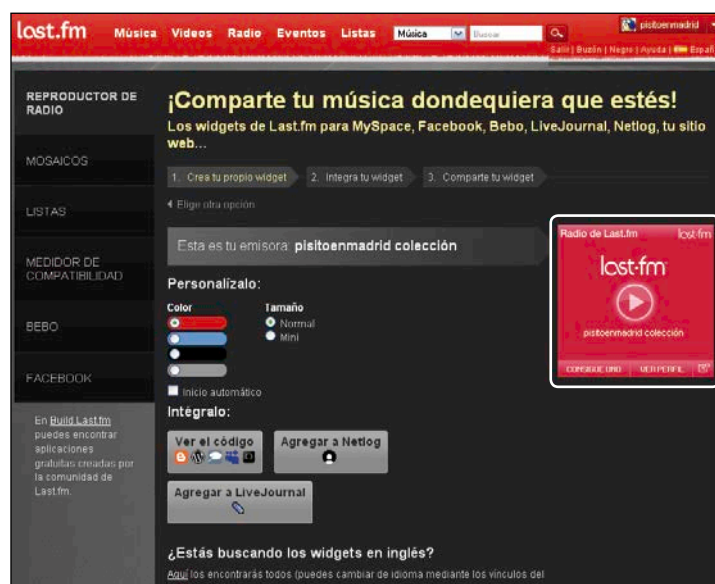 lost.fm
Música Videos Radio Eventos Listas
Música
Buscar
pisitoenmadrid
Salir | Buzón | Negro | Ayuda | Españ
REPRODUCTOR DE
RADIO
MOSAICOS
LISTAS
MEDIDOR DE
COMPATIBILIDAD
BEBO
FACEBOOK
En Build.Last.fm
puedes encontrar
aplicaciones
gratuitas creadas por
la comunidad de
Last.fm.
¡Comparte tu música dondequiera que estés!
Los widgets de Last.fm para MySpace, Facebook, Bebo, LiveJournal, Netlog, tu sitio
web...
1. Crea tu propio widget 2. Integra tu widget 3. Comparte tu widget
Elige otra opción
Esta es tu emisora: pisitoenmadrid colección
Personalízalo:
Color
Tamaño
Normal
Mini
Inicio automático
Intégralo:
Ver el código
Agregar a Netlog
Agregar a LiveJournal
¿Estás buscando los widgets en inglés?
Aquí los encontrarás todos (puedes cambiar de idioma mediante los vínculos del
Radio de Last.fm
lost.fm
lost.fm
pisitoenmadrid colección
CONSIGUE UNO
VER PERFIL